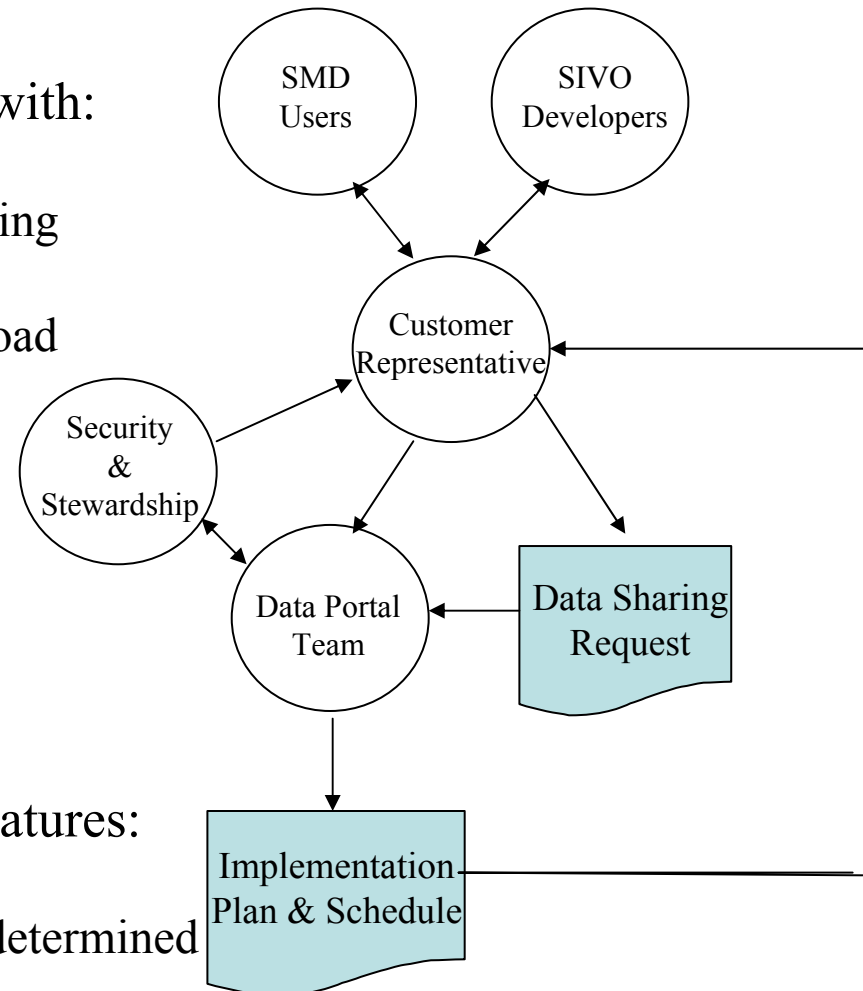 SMD
Users
SIVO
Developers
with:
ing
oad
Customer
Representative
Security
&
Stewardship
Data Portal
Team
Data Sharing
Request
atures:
determined
Implementation
Plan & Schedule